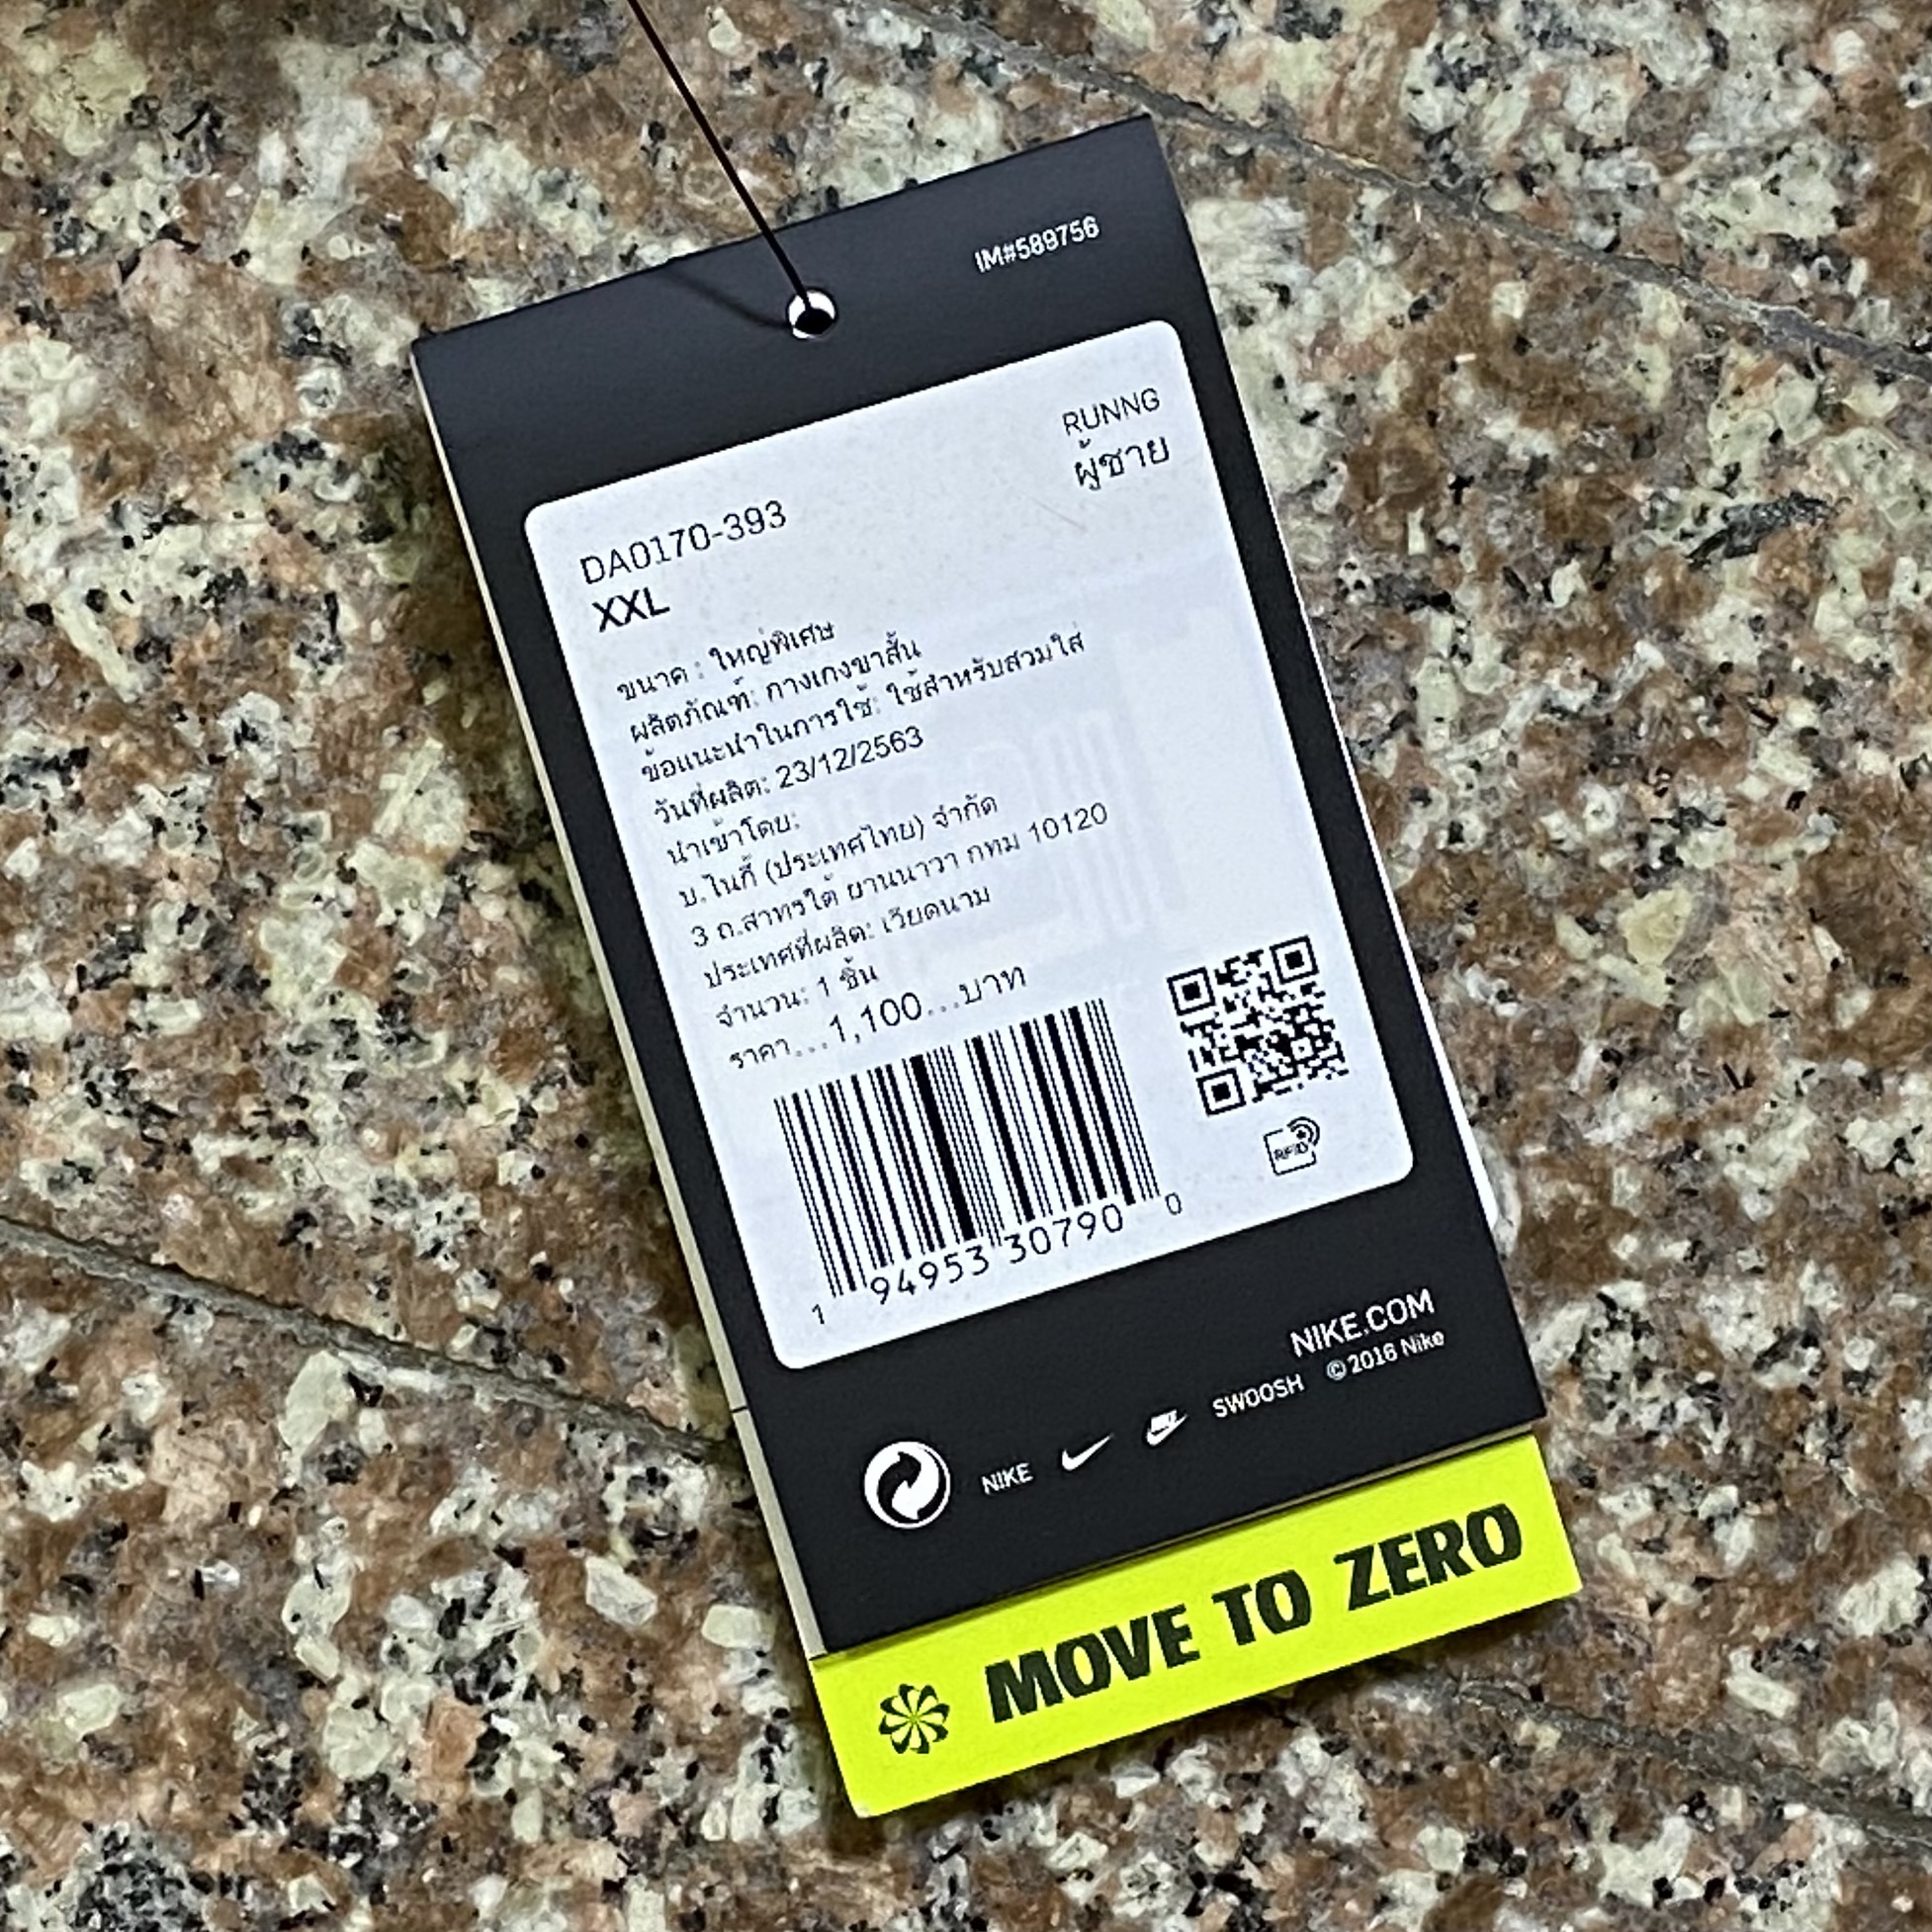 IM#589756
RUNNG
ผู้ชาย
DA0170-393
XXL
ขนาด : ใหญ่พิเศษ
ผลิตภัณฑ์: กางเกงขาสั้น
ข้อแนะนำในการใช้: ใช้สำหรับสวมใส่
วันที่ผลิต: 23/12/2563
นำเข้าโดย:
บ.ไนกี้ (ประเทศไทย) จำกัด
3 ถ.สาทรใต้ ยานนาวา กทม 10120
ประเทศที่ผลิต: เวียดนาม
จำนวน: 1 ชิ้น
ราคา...1,100...บาท
RFID
1 94953 30790 0
NIKE.COM
©2016 Nike
NIKE SWOOSH
MOVE TO ZERO